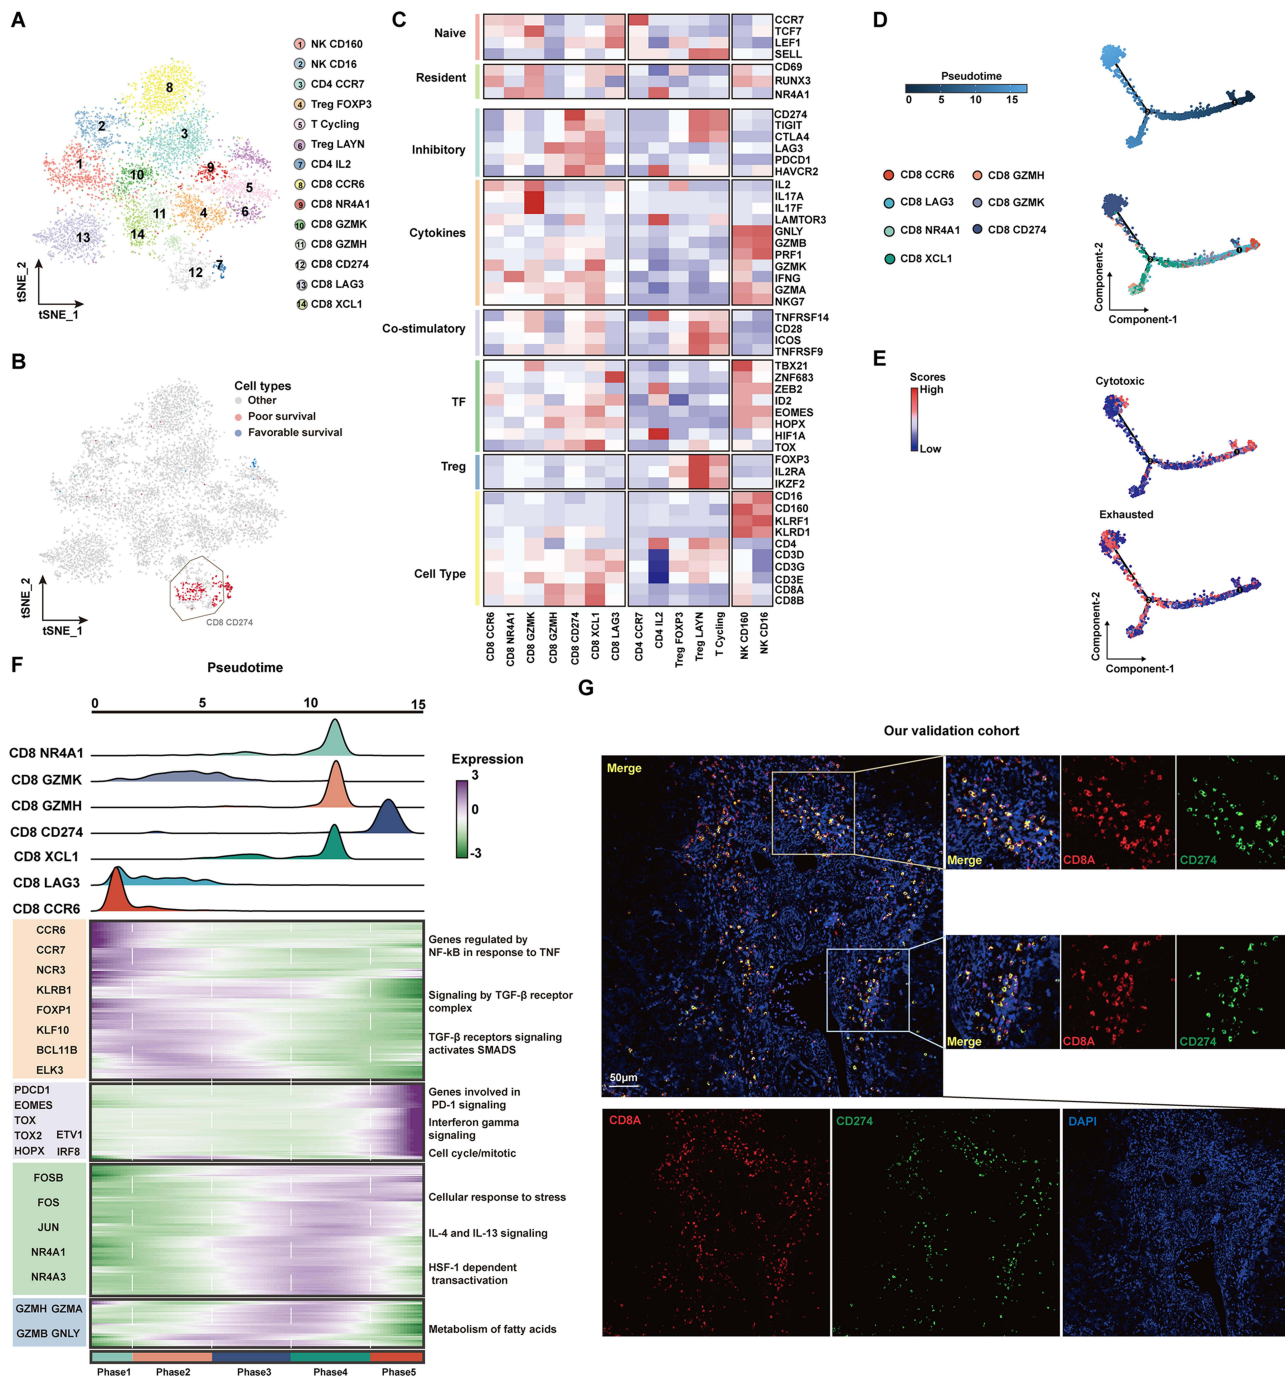 A
8
2
3
1
9
10
5
11
4
6
14
13
12
7
tSNE_2
tSNE_1
1 NK CD160
2 NK CD16
3 CD4 CCR7
4 Treg FOXP3
5 T Cycling
6 Treg LAYN
7 CD4 IL2
8 CD8 CCR6
9 CD8 NR4A1
10 CD8 GZMK
11 CD8 GZMH
12 CD8 CD274
13 CD8 LAG3
14 CD8 XCL1
B
Cell types
Other
Poor survival
Favorable survival
tSNE_2
tSNE_1
CD8 CD274
C
Naive
CCR7
TCF7
LEF1
SELL
Resident
CD69
RUNX3
NR4A1
Inhibitory
CD274
TIGIT
CTLA4
LAG3
PDCD1
HAVCR2
Cytokines
IL2
IL17A
IL17F
LAMTOR3
GNLY
GZMB
PRF1
GZMK
IFNG
GZMA
NKG7
Co-stimulatory
TNFRSF14
CD28
ICOS
TNFRSF9
TF
TBX21
ZNF683
ZEB2
ID2
EOMES
HOPX
HIF1A
TOX
Treg
FOXP3
IL2RA
IKZF2
Cell Type
CD16
CD160
KLRF1
KLRD1
CD4
CD3D
CD3G
CD3E
CD8A
CD8B
CD8 CCR6
CD8 NR4A1
CD8 GZMK
CD8 GZMH
CD8 CD274
CD8 XCL1
CD8 LAG3
CD4 CCR7
CD4 IL2
Treg FOXP3
Treg LAYN
T Cycling
NK CD160
NK CD16
D
Pseudotime
0 5 10 15
CD8 CCR6 CD8 GZMH
CD8 LAG3 CD8 GZMK
CD8 NR4A1 CD8 CD274
CD8 XCL1
Component-2
Component-1
E
Scores
High
Low
Cytotoxic
Exhausted
Component-2
Component-1
F
Pseudotime
0 5 10 15
CD8 NR4A1
CD8 GZMK
CD8 GZMH
CD8 CD274
CD8 XCL1
CD8 LAG3
CD8 CCR6
Expression
3
0
-3
CCR6
CCR7
NCR3
KLRB1
FOXP1
KLF10
BCL11B
ELK3
Genes regulated by
NF-kB in response to TNF
Signaling by TGF-β receptor
complex
TGF-β receptors signaling
activates SMADS
PDCD1
EOMES
TOX
TOX2 ETV1
HOPX IRF8
Genes involved in
PD-1 signaling
Interferon gamma
signaling
Cell cycle/mitotic
FOSB
FOS
JUN
NR4A1
NR4A3
Cellular response to stress
IL-4 and IL-13 signaling
HSF-1 dependent
transactivation
GZMH GZMA
GZMB GNLY
Metabolism of fatty acids
Phase1 Phase2 Phase3 Phase4 Phase5
G
Our validation cohort
Merge
50μm
Merge CD8A CD274
Merge CD8A CD274
CD8A CD274 DAPI